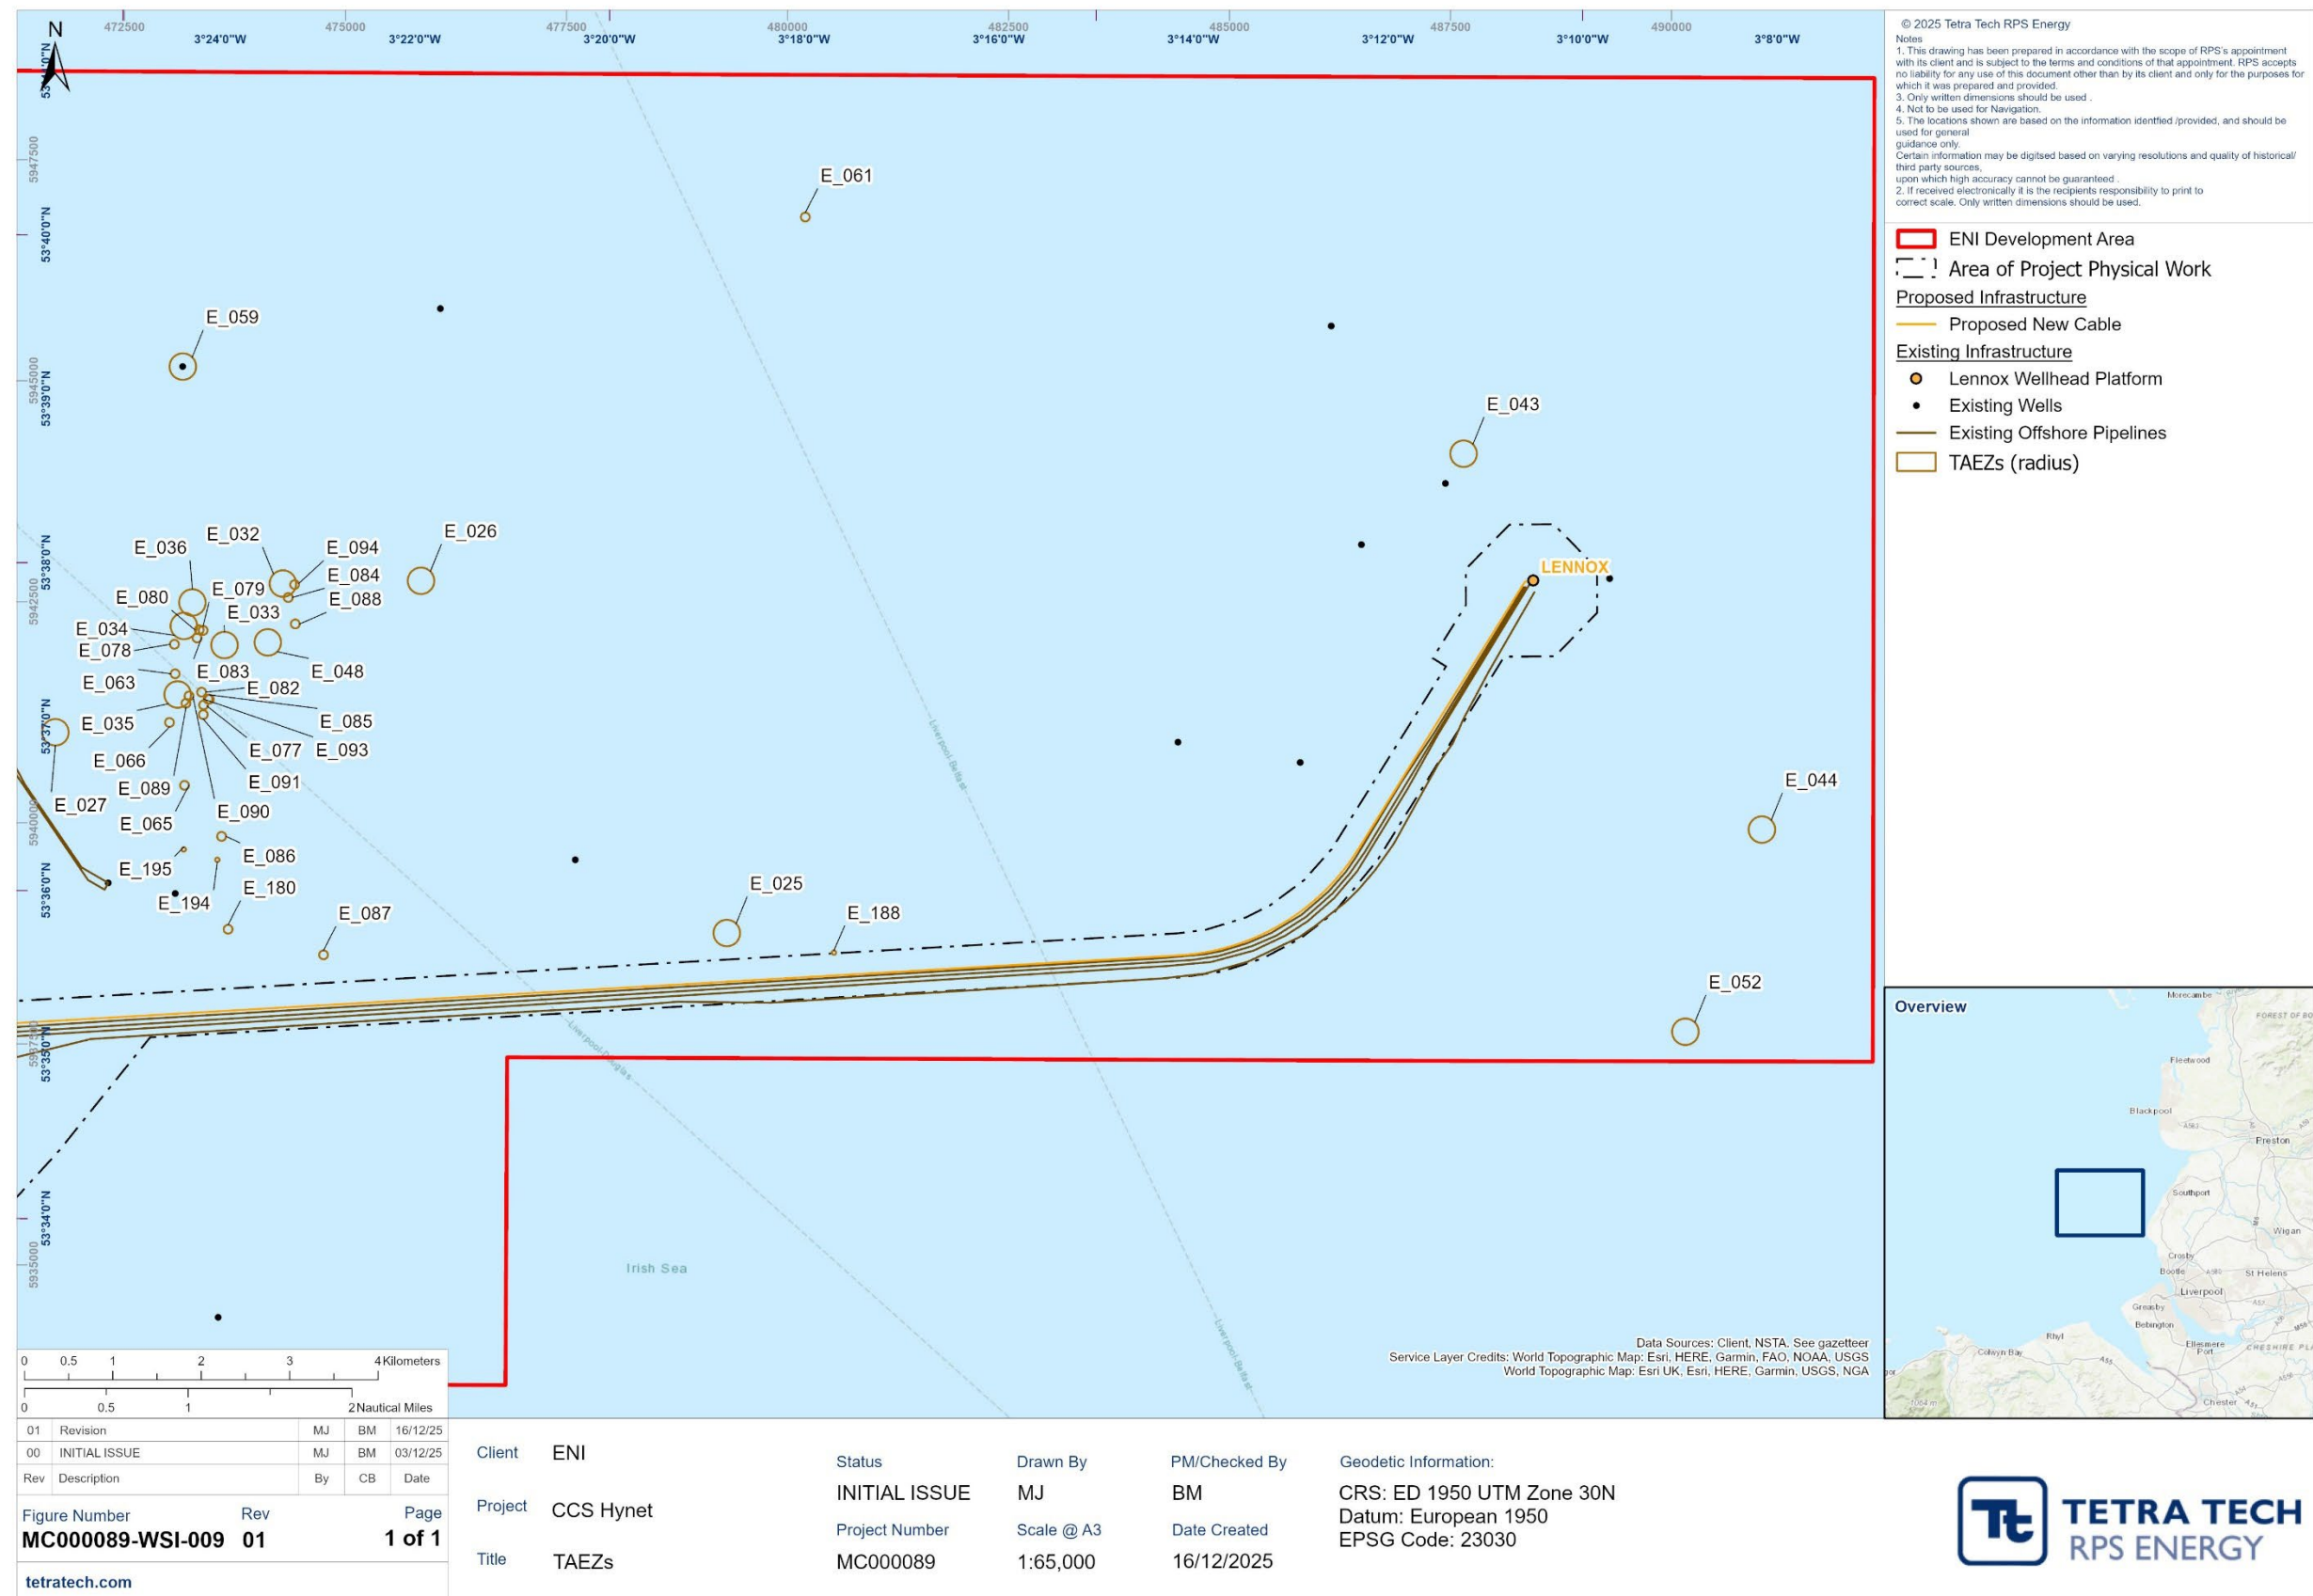 472500 475000 477500 480000 482500 485000 487500 490000
3°24'0"W 3°22'0"W 3°20'0"W 3°18'0"W 3°16'0"W 3°14'0"W 3°12'0"W 3°10'0"W 3°8'0"W
N
5947500
53°40'0"N
5945000
53°39'0"N
53°38'0"N
5942500
53°37'0"N
5940000
53°36'0"N
53°35'0"N
53°34'0"N
5935000
E_061
E_059
E_043
E_026
E_032
E_036
E_094
E_084
E_079
E_080
E_088
E_033
E_034
E_078
E_083
E_048
E_063
E_082
E_035
E_085
E_077
E_093
E_066
E_091
E_089
E_027
E_090
E_065
E_086
E_195
E_180
E_194
E_087
E_025
E_188
E_044
E_052
LENNOX
Liverpool-Belfast
Liverpool-Douglas
Liverpool-Belfast
Irish Sea
Data Sources: Client, NSTA. See gazetteer
Service Layer Credits: World Topographic Map: Esri, HERE, Garmin, FAO, NOAA, USGS
World Topographic Map: Esri UK, Esri, HERE, Garmin, USGS, NGA
0 0.5 1 2 3 4 Kilometers
0 0.5 1 2 Nautical Miles
© 2025 Tetra Tech RPS Energy
Notes
1. This drawing has been prepared in accordance with the scope of RPS's appointment
with its client and is subject to the terms and conditions of that appointment. RPS accepts
no liability for any use of this document other than by its client and only for the purposes for
which it was prepared and provided.
3. Only written dimensions should be used .
4. Not to be used for Navigation.
5. The locations shown are based on the information identfied /provided, and should be
used for general
guidance only.
Certain information may be digitsed based on varying resolutions and quality of historical/
third party sources,
upon which high accuracy cannot be guaranteed .
2. If received electronically it is the recipients responsibility to print to
correct scale. Only written dimensions should be used.
ENI Development Area
Area of Project Physical Work
Proposed Infrastructure
Proposed New Cable
Existing Infrastructure
Lennox Wellhead Platform
Existing Wells
Existing Offshore Pipelines
TAEZs (radius)
Overview
Morecambe
FOREST OF BO
Fleetwood
Blackpool
Preston
Southport
Wigan
Crosby
Bootle
St Helens
Liverpool
Greasby
Bebington
Rhyl
Colwyn Bay
A55
Ellesmere
Port
CHESHIRE PL
Chester
01 Revision MJ BM 16/12/25
00 INITIAL ISSUE MJ BM 03/12/25
Rev Description By CB Date
Figure Number Rev Page
MC000089-WSI-009 01 1 of 1
tetratech.com
Client ENI
Project CCS Hynet
Title TAEZs
Status Drawn By PM/Checked By
INITIAL ISSUE MJ BM
Project Number Scale @ A3 Date Created
MC000089 1:65,000 16/12/2025
Geodetic Information:
CRS: ED 1950 UTM Zone 30N
Datum: European 1950
EPSG Code: 23030
Tt
TETRA TECH
RPS ENERGY